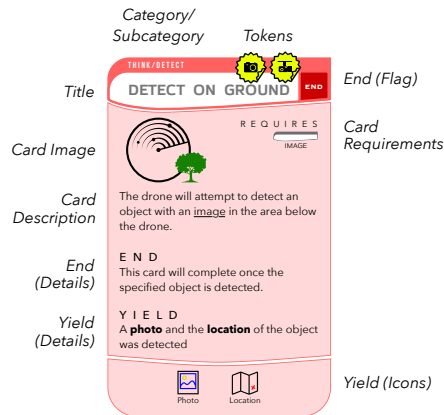 Category/
Subcategory
Tokens
THINK/DETECT
Title
DETECT ON GROUND
END
End (Flag)
REQUIRES
IMAGE
Card
Requirements
Card Image
Card
Description
The drone will attempt to detect an
object with an image in the area below
the drone.
End
(Details)
END
This card will complete once the
specified object is detected.
Yield
(Details)
YIELD
A photo and the location of the object
was detected
Photo
Location
Yield (Icons)